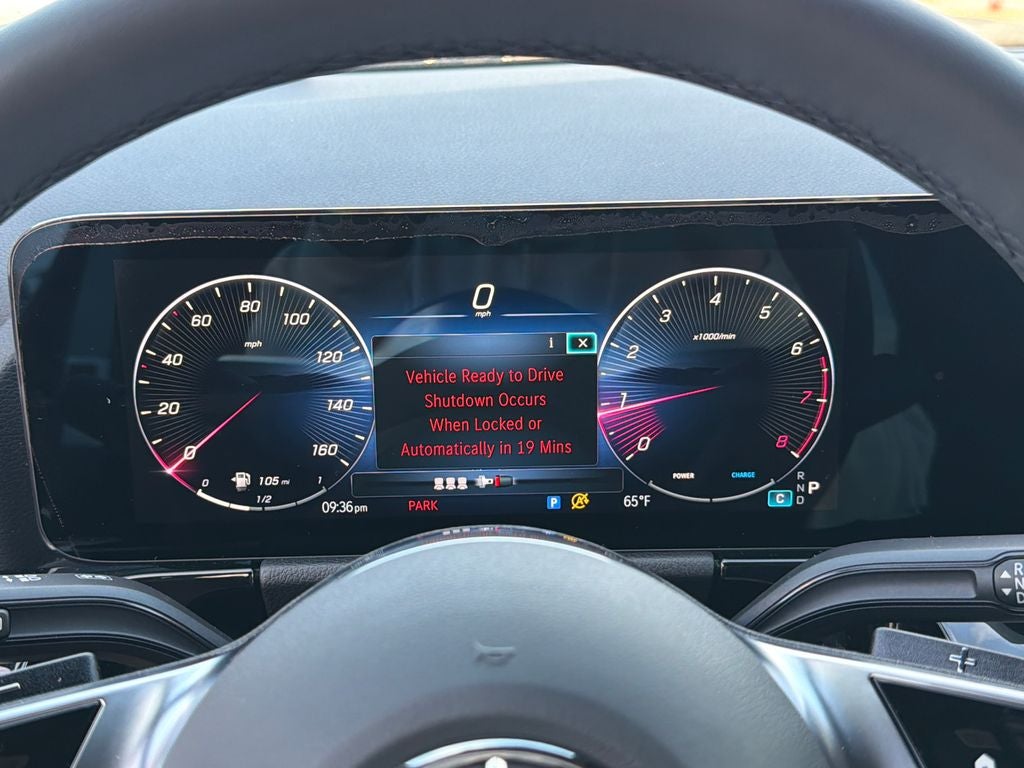 0
mph
80
60
100
mph
40
120
20
140
0
160
0
105 mi
1
1/2
i
Vehicle Ready to Drive
Shutdown Occurs
When Locked or
Automatically in 19 Mins
4
3
5
x1000/min
2
6
1
7
0
8
POWER
CHARGE
R
N
D
P
C
09:36pm
PARK
P
A
65°F
R
N
D